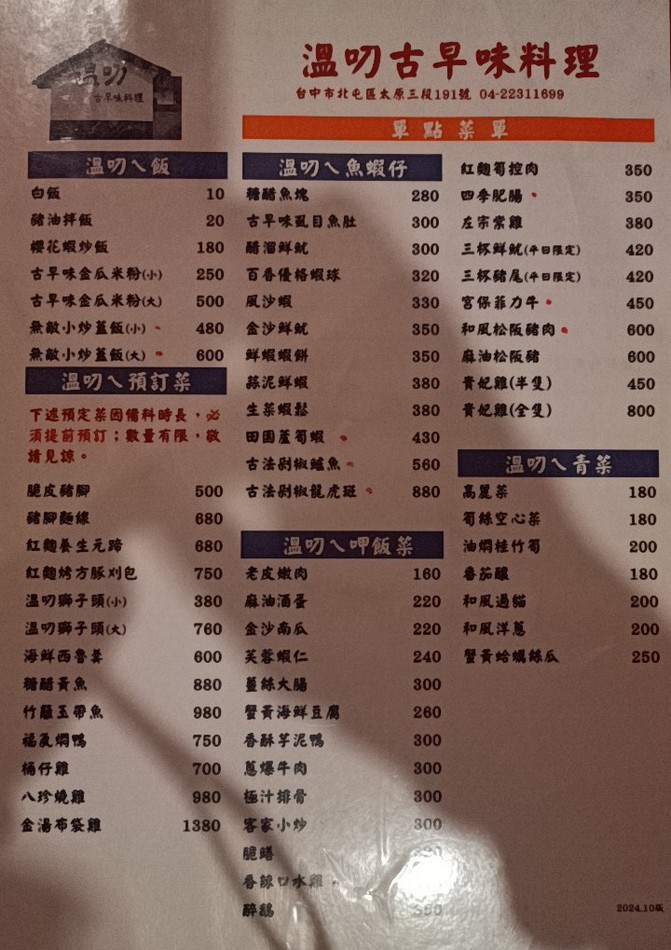 溫叨
古早味料理
溫叨古早味料理
台中市北屯區太原三段191號 04-22311699
單點菜單
溫叨ㄟ飯
白飯 10
豬油拌飯 20
櫻花蝦炒飯 180
古早味金瓜米粉(小) 250
古早味金瓜米粉(大) 500
無敵小炒蓋飯(小) 480
無敵小炒蓋飯(大) 600
溫叨ㄟ預訂菜
下述預定菜因備料時長，必
須提前預訂；數量有限，敬
請見諒。
脆皮豬腳 500
豬腳麵線 680
紅麴養生元蹄 680
紅麴烤方豚刈包 750
溫叨獅子頭(小) 380
溫叨獅子頭(大) 760
海鮮西魯羹 600
糖醋黃魚 880
竹籬玉帶魚 980
福氣燜鴨 750
桶仔雞 700
八珍燒雞 980
金湯布袋雞 1380
溫叨ㄟ魚蝦仔
糖醋魚塊 280
古早味虱目魚肚 300
醋溜鮮魷 300
百香優格蝦球 320
風沙蝦 330
金沙鮮魷 350
鮮蝦蝦餅 350
蒜泥鮮蝦 380
生菜蝦鬆 380
田園蘆筍蝦 430
古法剁椒鱸魚 560
古法剁椒龍虎斑 880
溫叨ㄟ呷飯菜
老皮嫩肉 160
麻油酒蛋 220
金沙南瓜 220
芙蓉蝦仁 240
薑絲大腸 300
蟹黃海鮮豆腐 260
香酥芋泥鴨 300
蔥爆牛肉 300
極汁排骨 300
客家小炒 300
脆鱔
香辣口水雞
醉鵝 350
紅麴筍控肉 350
四季肥腸 350
左宗棠雞 380
三杯鮮魷(平日限定) 420
三杯豬尾(平日限定) 420
宮保菲力牛 450
和風松阪豬肉 600
麻油松阪豬 600
貴妃雞(半隻) 450
貴妃雞(全隻) 800
溫叨ㄟ青菜
高麗菜 180
筍絲空心菜 180
油燜桂竹筍 200
番茄釀 180
和風過貓 200
和風洋蔥 200
蟹黃蛤蠣絲瓜 250
2024.10版